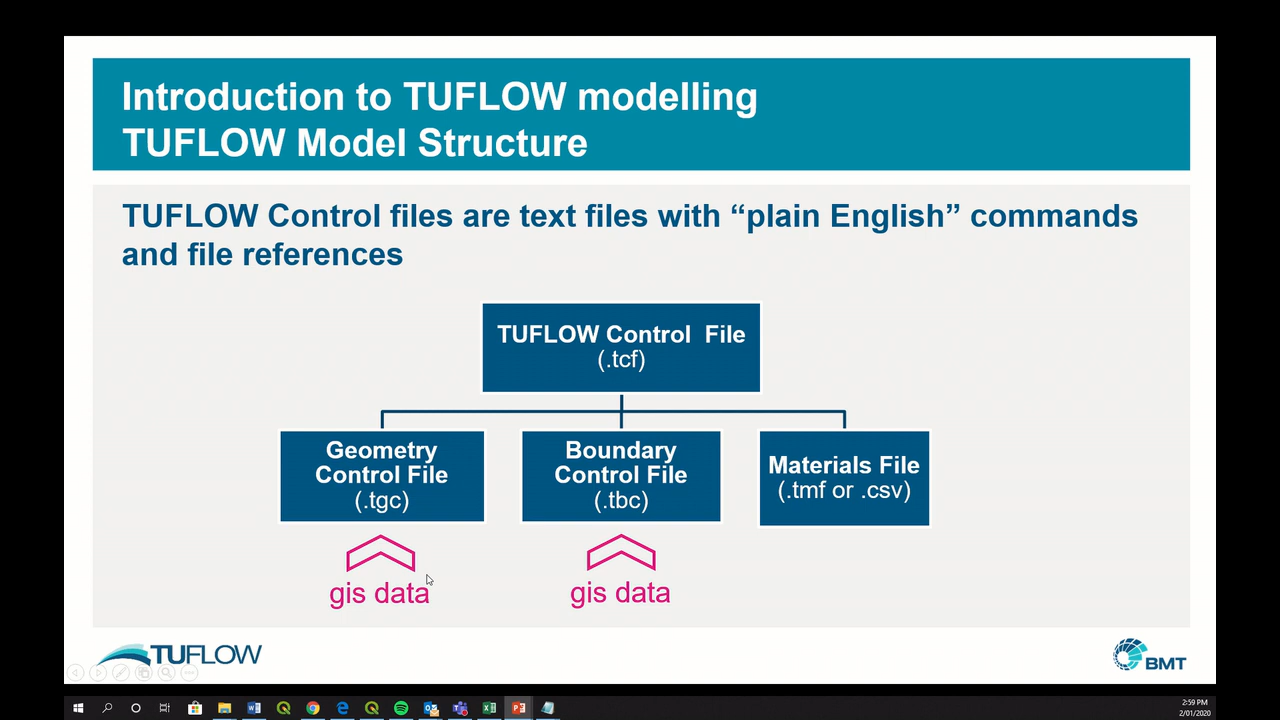 Introduction to TUFLOW modelling
TUFLOW Model Structure
TUFLOW Control files are text files with “plain English” commands
and file references
TUFLOW Control File
(.tcf)
Geometry
Control File
(.tgc)
Boundary
Control File
(.tbc)
Materials File
(.tmf or .csv)
gis data
gis data
TUFLOW
BMT
2:59 PM
2/01/2020